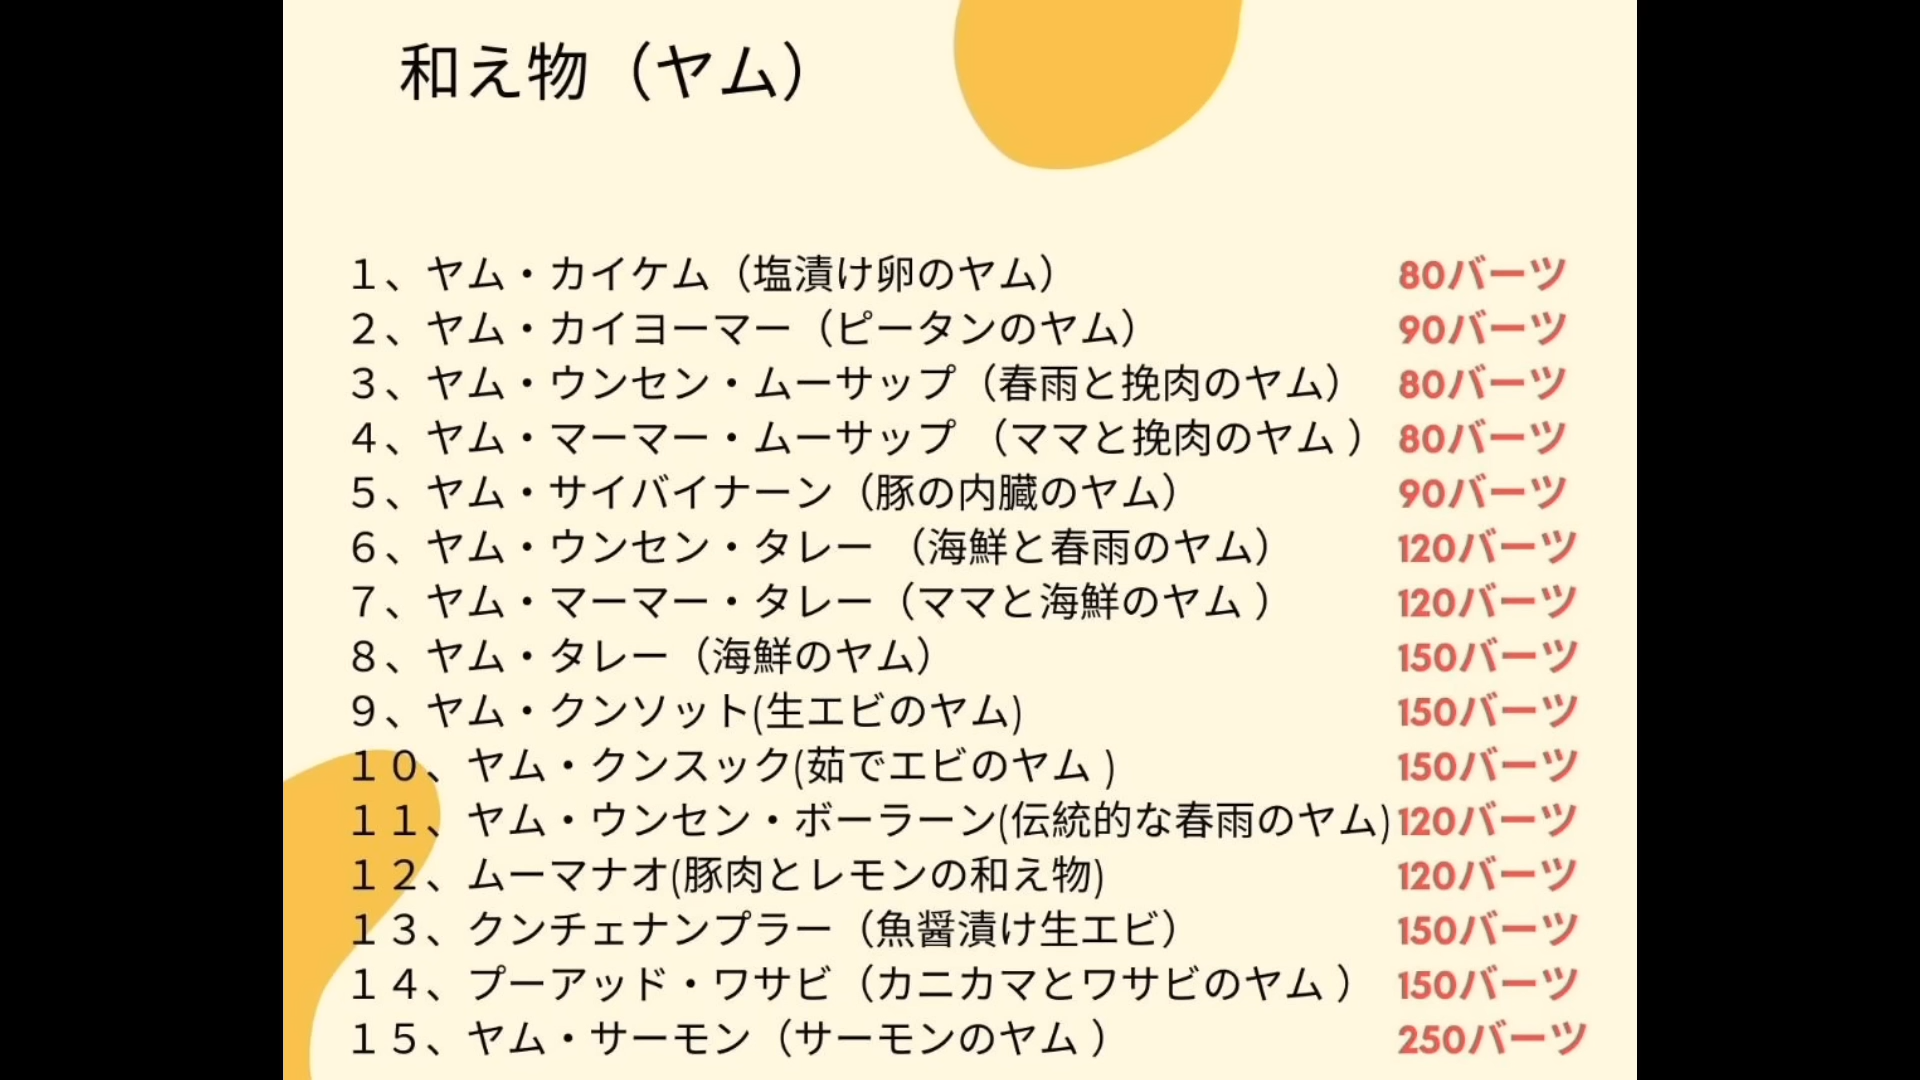 和え物（ヤム）
１、ヤム・カイケム（塩漬け卵のヤム） 80バーツ
２、ヤム・カイヨーマー（ピータンのヤム） 90バーツ
３、ヤム・ウンセン・ムーサップ（春雨と挽肉のヤム） 80バーツ
４、ヤム・マーマー・ムーサップ （ママと挽肉のヤム ） 80バーツ
５、ヤム・サイバイナーン（豚の内臓のヤム） 90バーツ
６、ヤム・ウンセン・タレー （海鮮と春雨のヤム） 120バーツ
７、ヤム・マーマー・タレー（ママと海鮮のヤム ） 120バーツ
８、ヤム・タレー（海鮮のヤム） 150バーツ
９、ヤム・クンソット(生エビのヤム) 150バーツ
１０、ヤム・クンスック(茹でエビのヤム ) 150バーツ
１１、ヤム・ウンセン・ボーラーン(伝統的な春雨のヤム) 120バーツ
１２、ムーマナオ(豚肉とレモンの和え物) 120バーツ
１３、クンチェナンプラー（魚醤漬け生エビ） 150バーツ
１４、プーアッド・ワサビ（カニカマとワサビのヤム ） 150バーツ
１５、ヤム・サーモン（サーモンのヤム ） 250バーツ